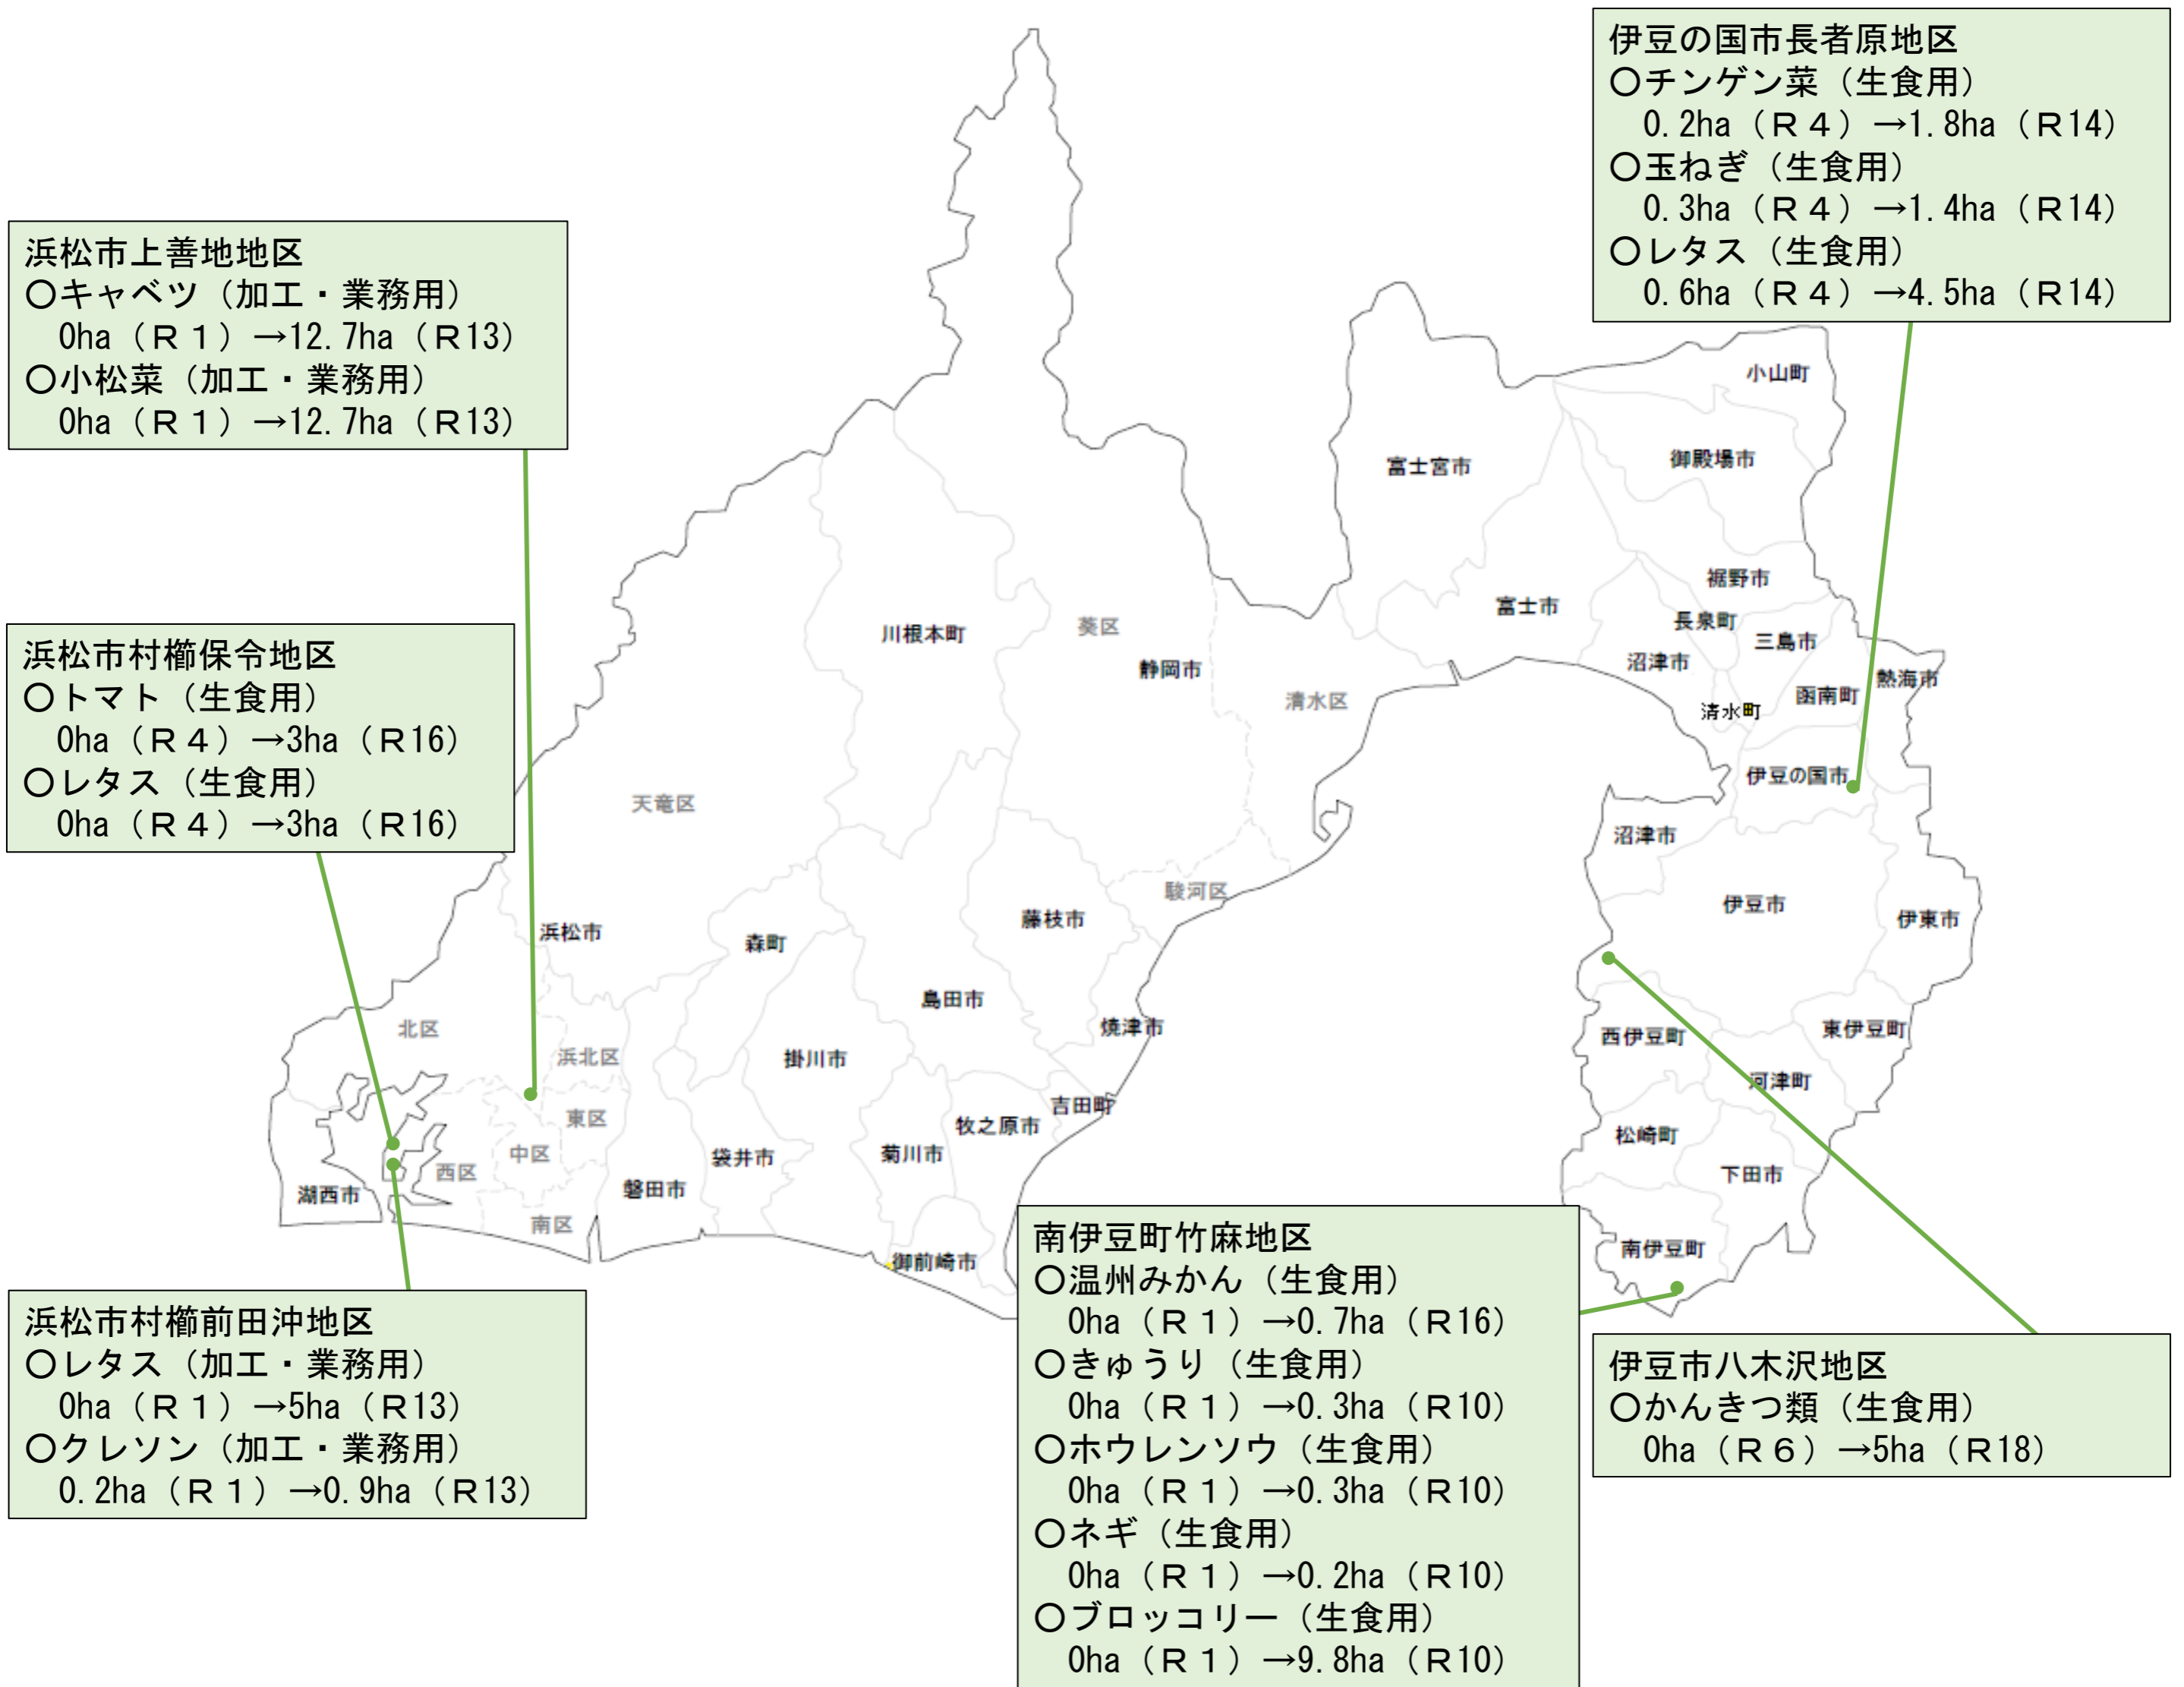 伊豆の国市長者原地区
○チンゲン菜（生食用）
0.2ha（Ｒ４）→1.8ha（Ｒ14）
○玉ねぎ（生食用）
0.3ha（Ｒ４）→1.4ha（Ｒ14）
○レタス（生食用）
0.6ha（Ｒ４）→4.5ha（Ｒ14）
浜松市上善地地区
○キャベツ（加工・業務用）
0ha（Ｒ１）→12.7ha（Ｒ13）
○小松菜（加工・業務用）
0ha（Ｒ１）→12.7ha（Ｒ13）
浜松市村櫛保令地区
○トマト（生食用）
0ha（Ｒ４）→3ha（Ｒ16）
○レタス（生食用）
0ha（Ｒ４）→3ha（Ｒ16）
小山町
御殿場市
富士宮市
裾野市
富士市
長泉町
三島市
沼津市
函南町
熱海市
清水町
伊豆の国市
沼津市
伊豆市
伊東市
西伊豆町
東伊豆町
河津町
松崎町
下田市
南伊豆町
川根本町
葵区
静岡市
清水区
天竜区
駿河区
浜松市
森町
藤枝市
島田市
焼津市
北区
浜北区
掛川市
東区
吉田町
牧之原市
中区
西区
袋井市
菊川市
湖西市
磐田市
南区
御前崎市
浜松市村櫛前田沖地区
○レタス（加工・業務用）
0ha（Ｒ１）→5ha（Ｒ13）
○クレソン（加工・業務用）
0.2ha（Ｒ１）→0.9ha（Ｒ13）
南伊豆町竹麻地区
○温州みかん（生食用）
0ha（Ｒ１）→0.7ha（Ｒ16）
○きゅうり（生食用）
0ha（Ｒ１）→0.3ha（Ｒ10）
○ホウレンソウ（生食用）
0ha（Ｒ１）→0.3ha（Ｒ10）
○ネギ（生食用）
0ha（Ｒ１）→0.2ha（Ｒ10）
○ブロッコリー（生食用）
0ha（Ｒ１）→9.8ha（Ｒ10）
伊豆市八木沢地区
○かんきつ類（生食用）
0ha（Ｒ６）→5ha（Ｒ18）